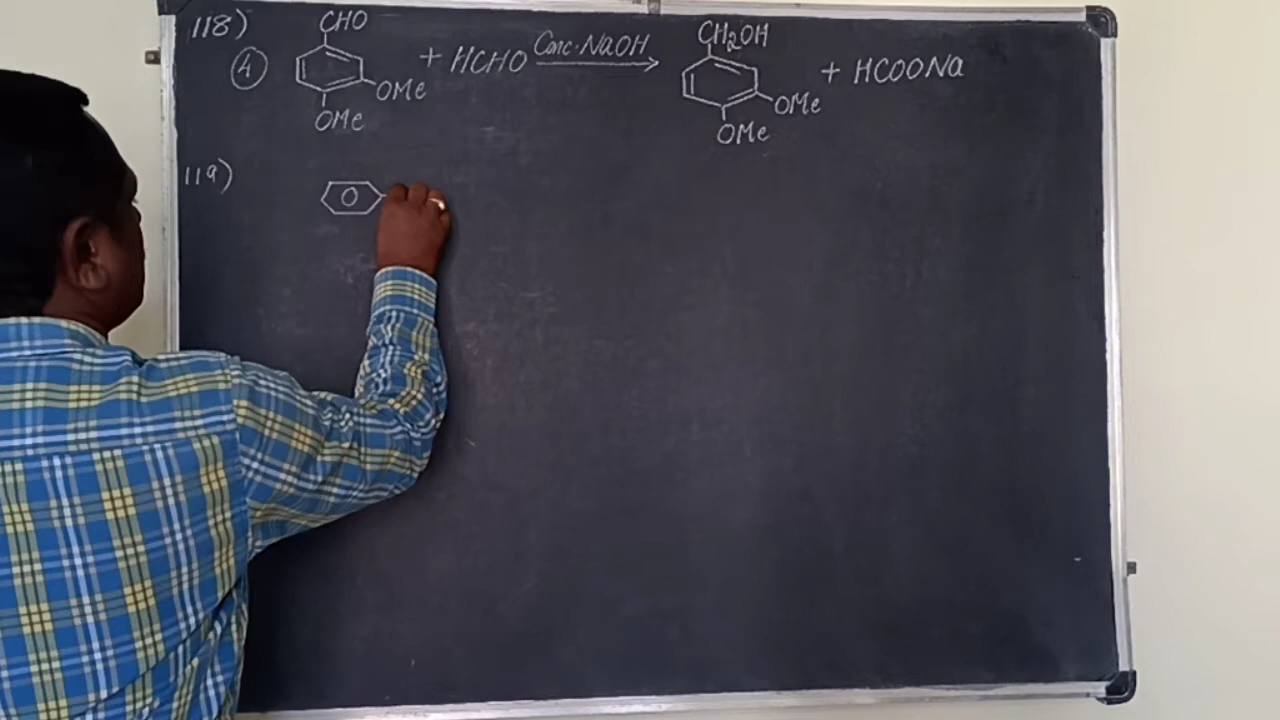 118)
4
CHO
OMe
OMe
+ HCHO
Conc. NaOH
CH₂OH
OMe
OMe
+ HCOONa
119)